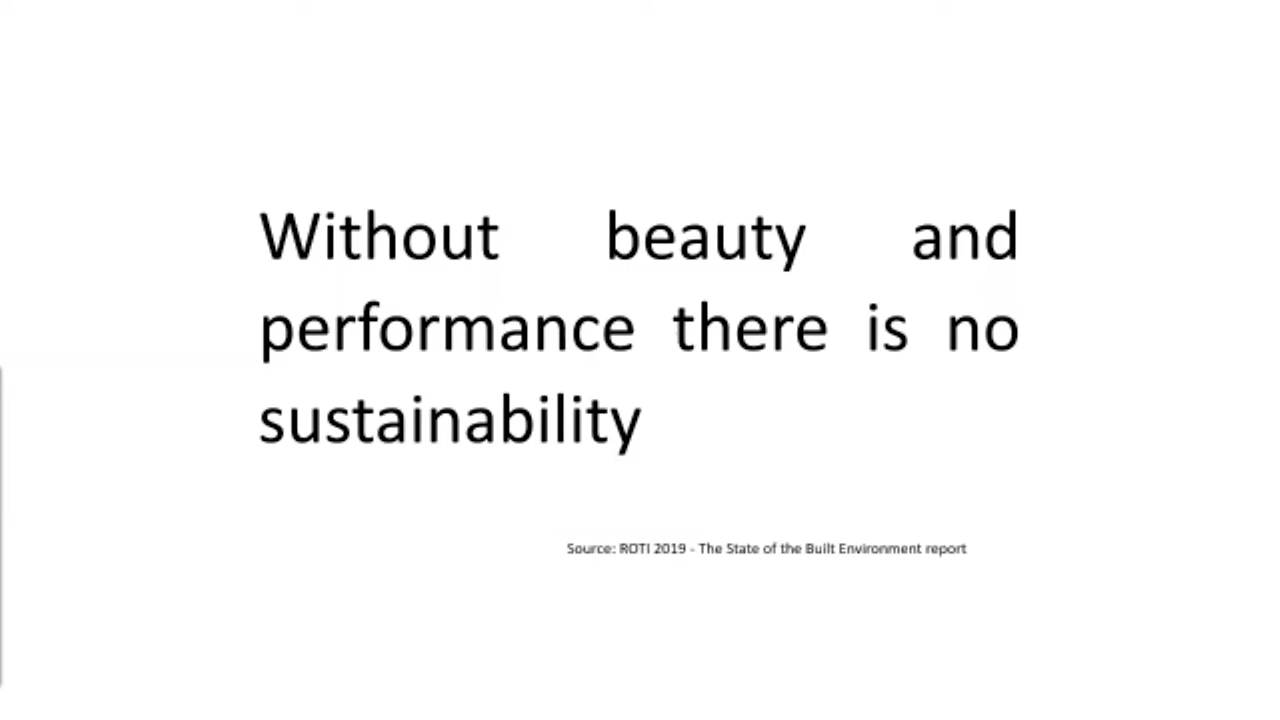 Without beauty and
performance there is no
sustainability
Source: ROTI 2019 - The State of the Built Environment report